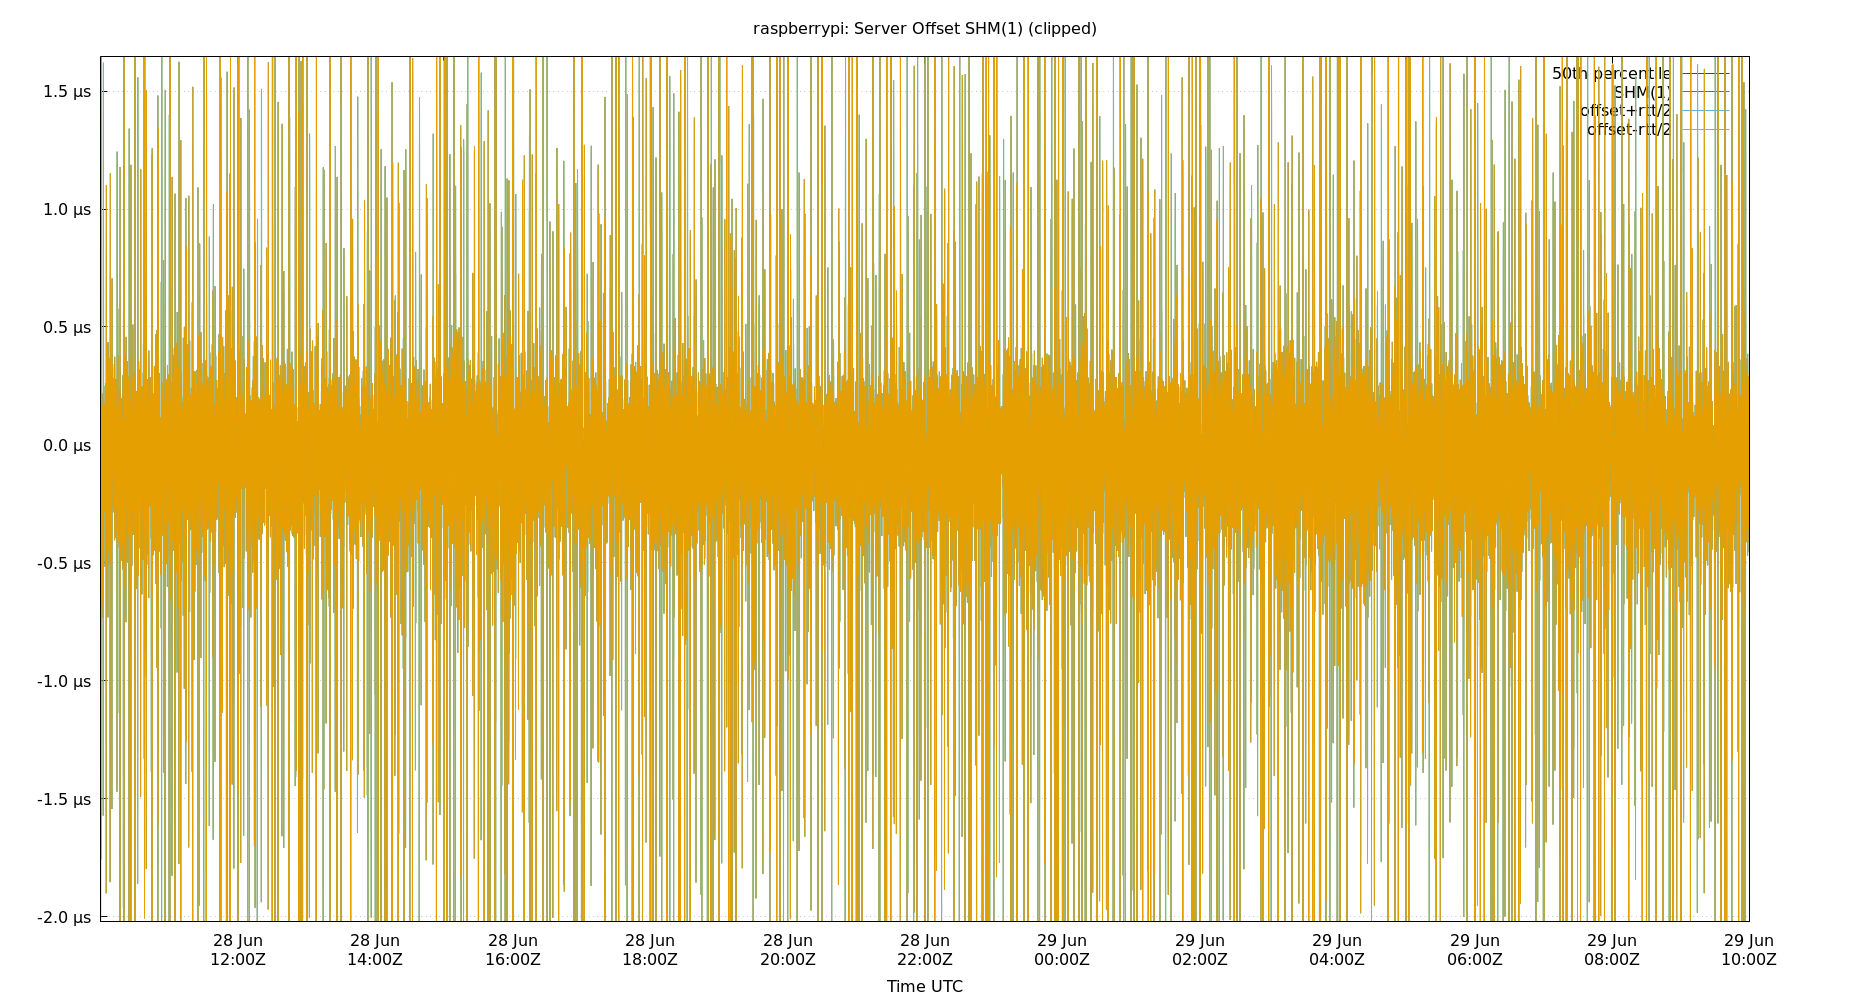 raspberrypi: Server Offset SHM(1) (clipped)
50th percentile
SHM(1)
offset+rtt/2
offset-rtt/2
1.5 µs
1.0 µs
0.5 µs
0.0 µs
-0.5 µs
-1.0 µs
-1.5 µs
-2.0 µs
28 Jun 28 Jun 28 Jun 28 Jun 28 Jun 28 Jun 29 Jun 29 Jun 29 Jun 29 Jun 29 Jun 29 Jun
12:00Z 14:00Z 16:00Z 18:00Z 20:00Z 22:00Z 00:00Z 02:00Z 04:00Z 06:00Z 08:00Z 10:00Z
Time UTC